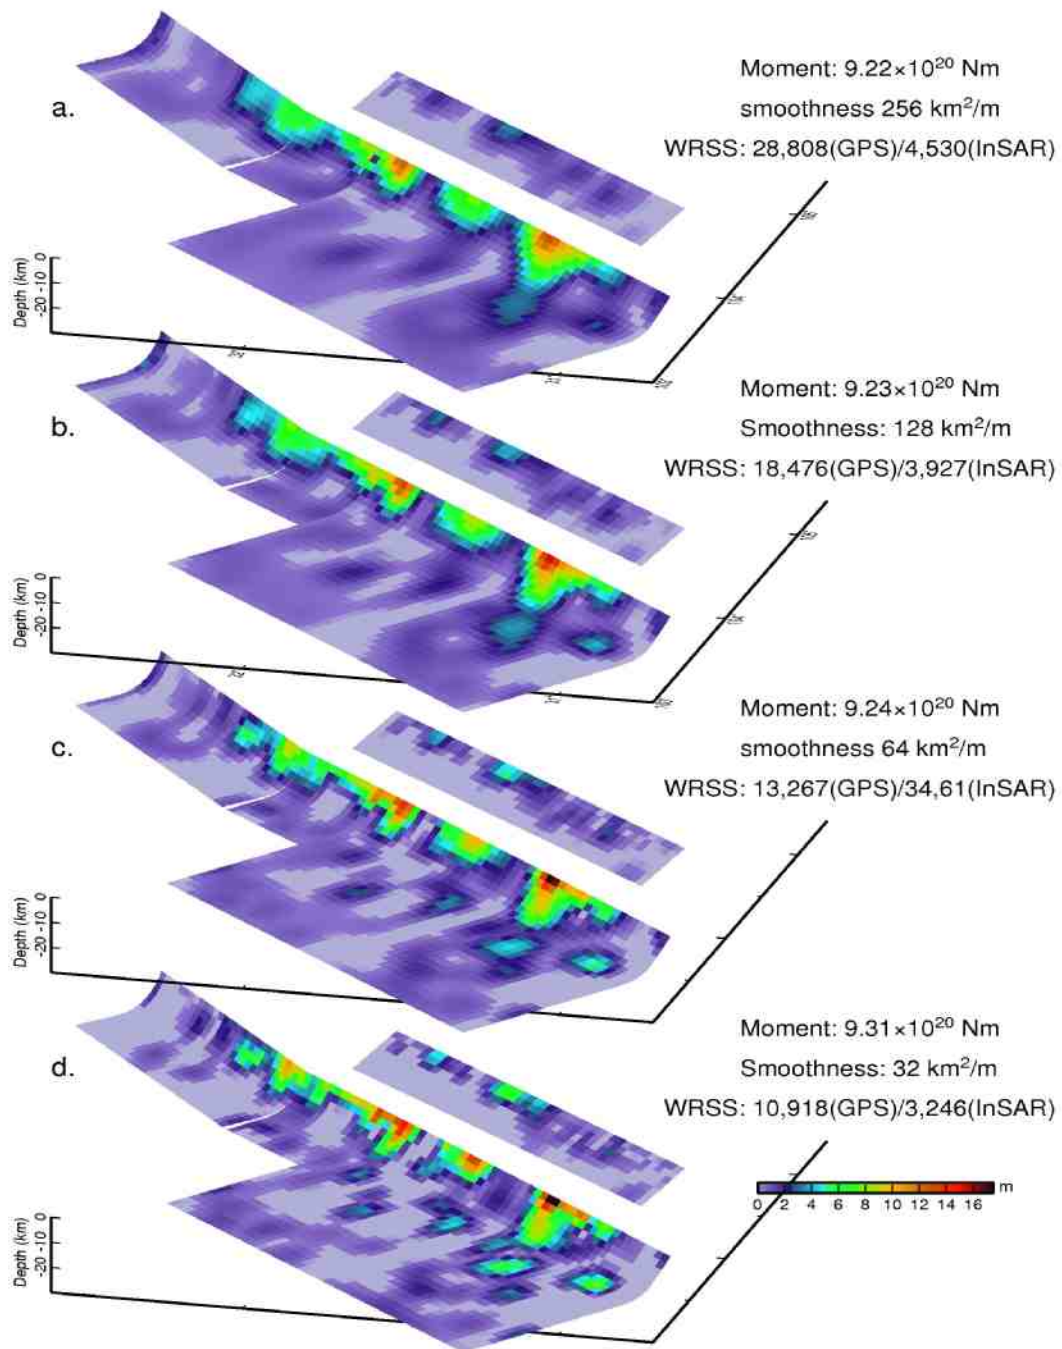 a.
Moment: 9.22×10²⁰ Nm
smoothness 256 km²/m
WRSS: 28,808(GPS)/4,530(InSAR)
Depth (km)
0
-10
-20
b.
Moment: 9.23×10²⁰ Nm
Smoothness: 128 km²/m
WRSS: 18,476(GPS)/3,927(InSAR)
Depth (km)
0
-10
-20
c.
Moment: 9.24×10²⁰ Nm
smoothness 64 km²/m
WRSS: 13,267(GPS)/34,61(InSAR)
Depth (km)
0
-10
-20
d.
Moment: 9.31×10²⁰ Nm
Smoothness: 32 km²/m
WRSS: 10,918(GPS)/3,246(InSAR)
Depth (km)
0
-10
-20
m
0 2 4 6 8 10 12 14 16